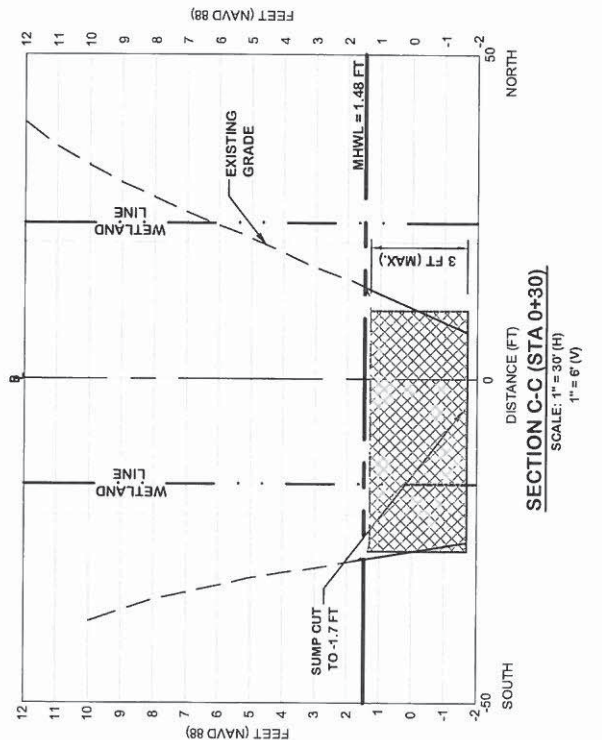 FEET (NAVD 88)
12
11
10
9
8
7
6
5
4
3
2
1
0
-1
-2
WETLAND
LINE
WETLAND
LINE
EXISTING
GRADE
MHWL = 1.48 FT
3 FT (MAX.)
SUMP CUT
TO -1.7 FT
FEET (NAVD 88)
12
11
10
9
8
7
6
5
4
3
2
1
0
-1
-2
-50
0
50
SOUTH
DISTANCE (FT)
NORTH
SECTION C-C (STA 0+30)
SCALE: 1" = 30' (H)
1" = 6' (V)